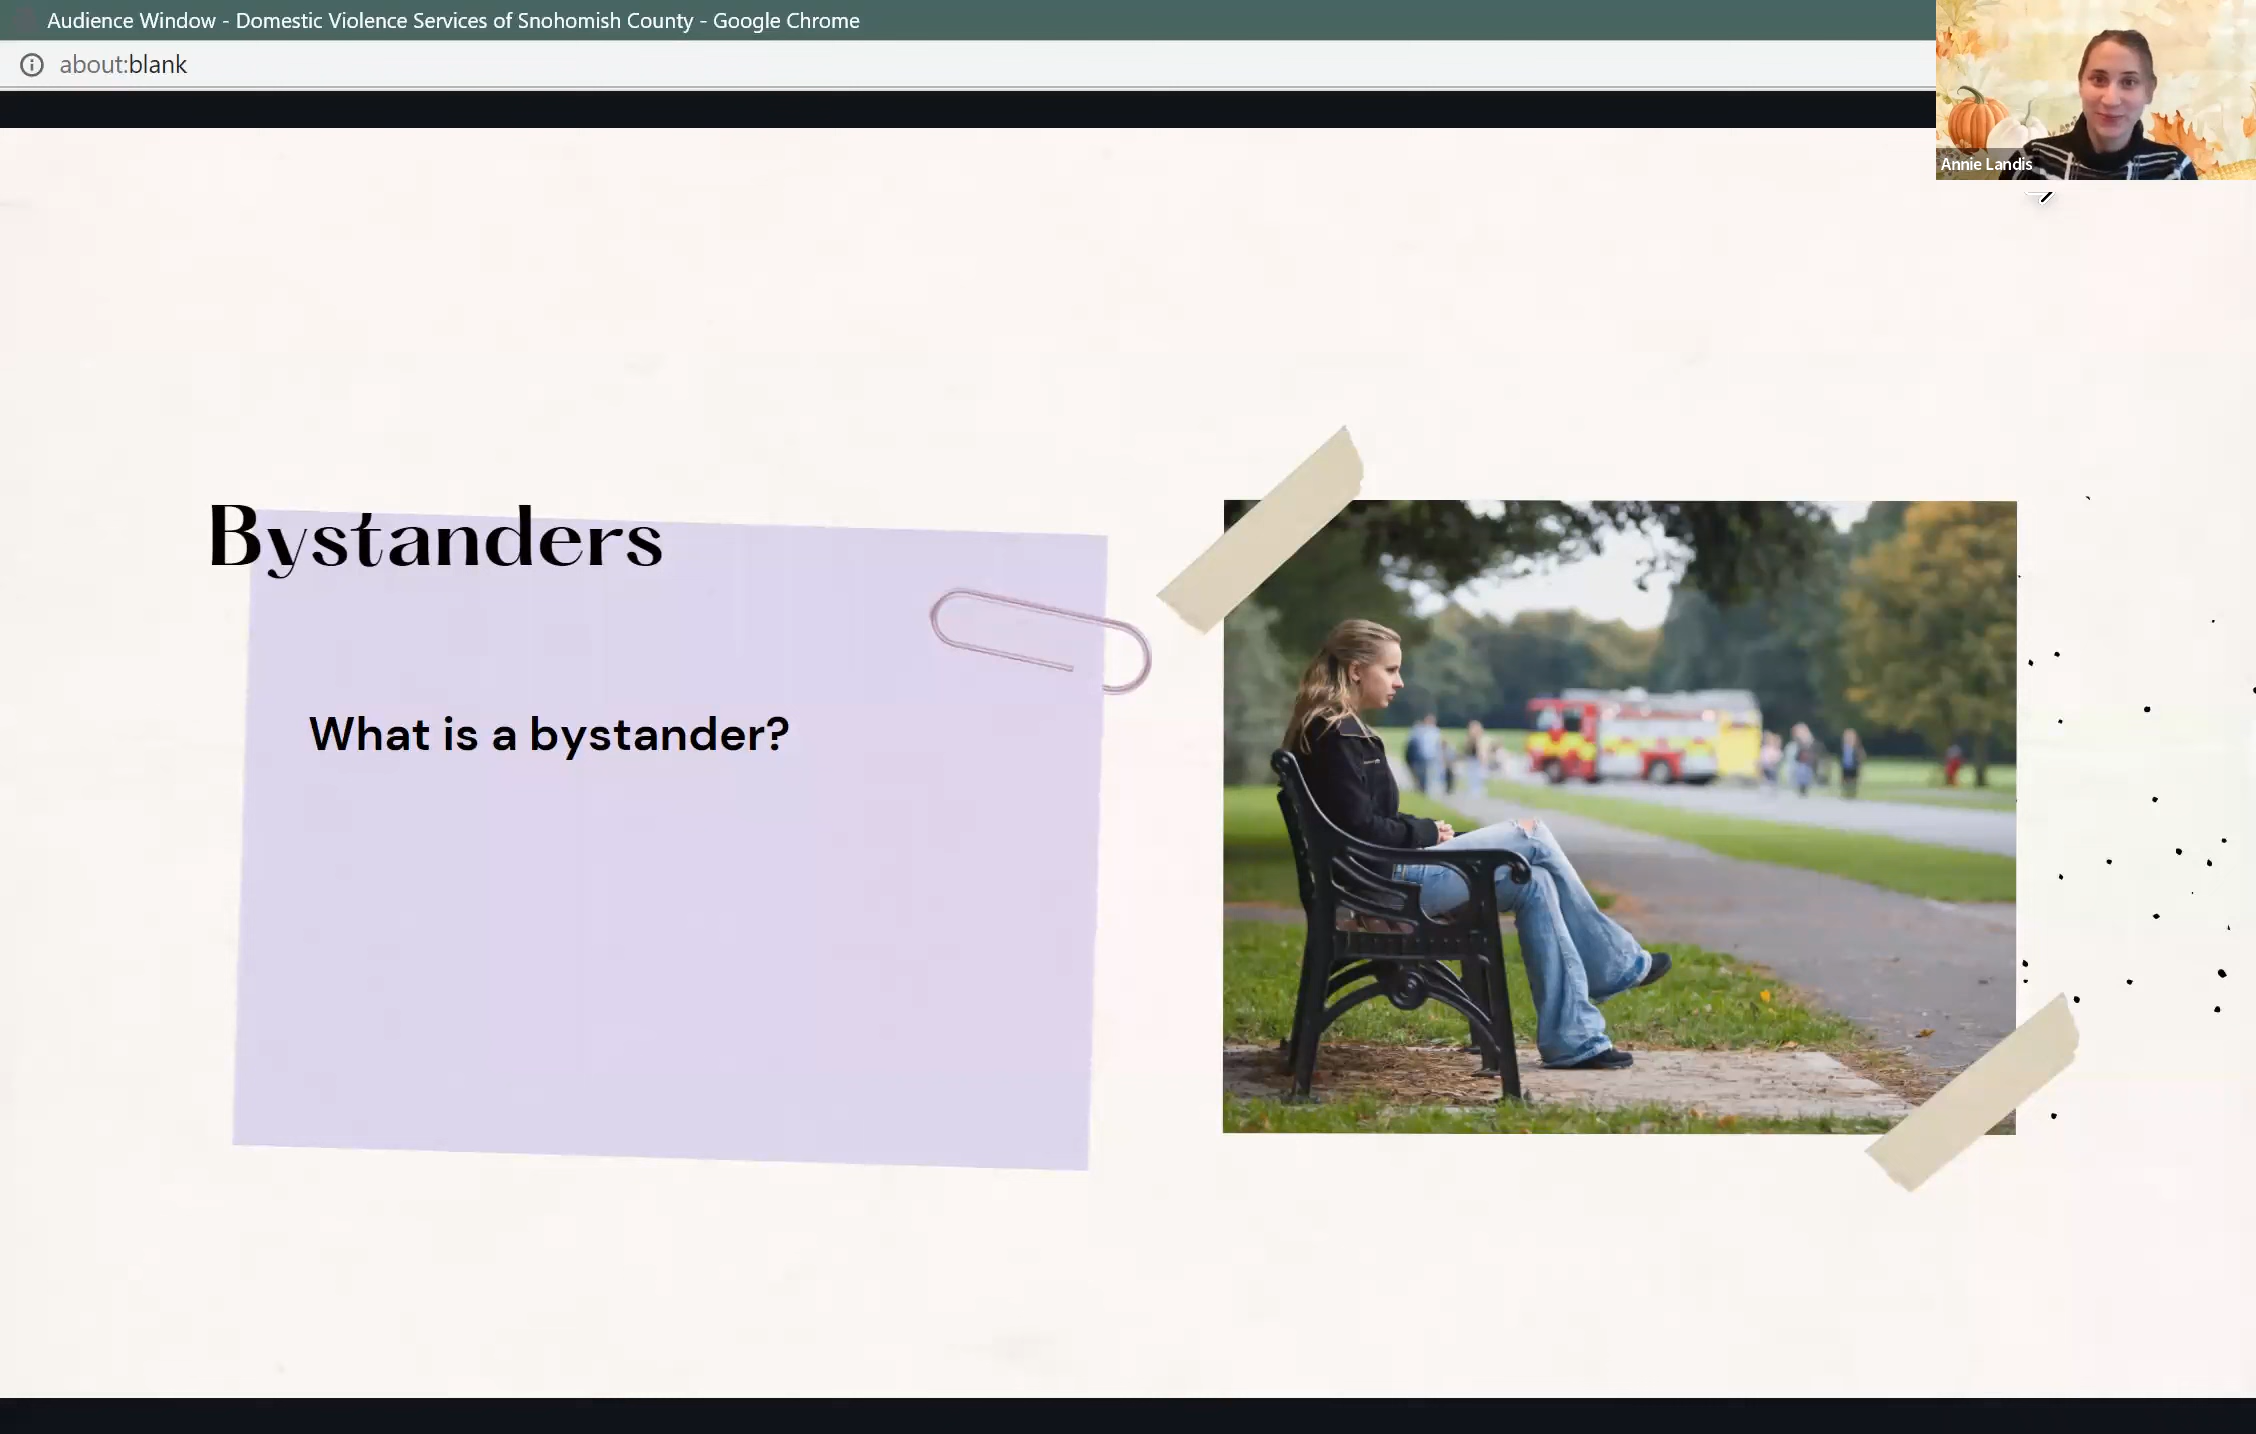 Audience Window - Domestic Violence Services of Snohomish County - Google Chrome
about:blank
Annie Landis
Bystanders
What is a bystander?